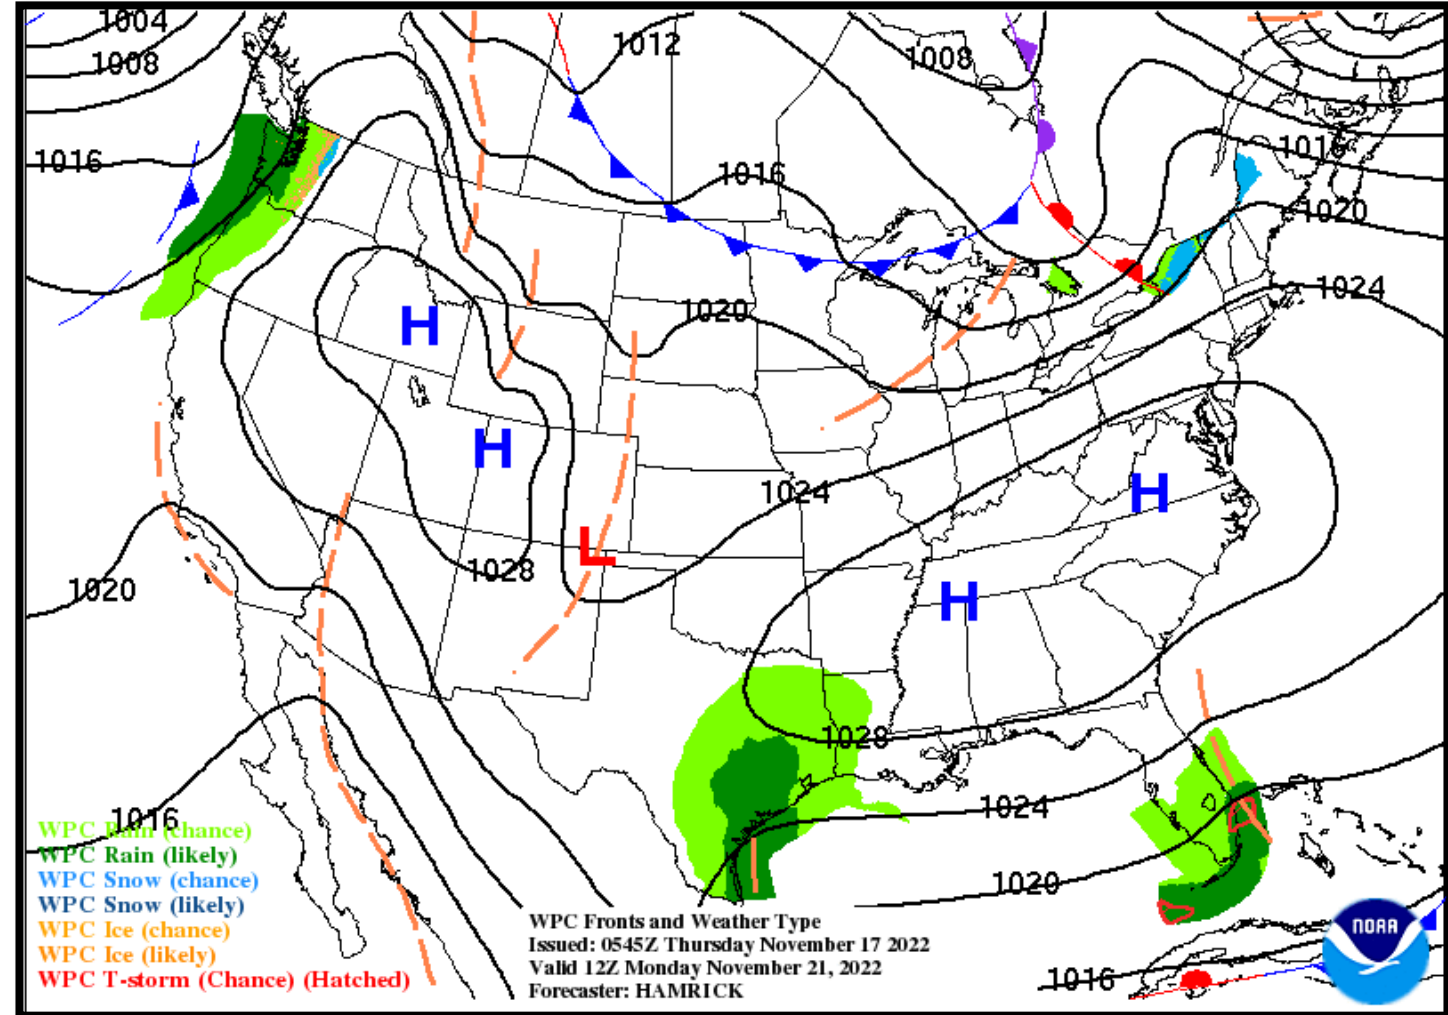 1004
1012
1008
1008
1016
1016
1016
1020
1024
1020
1024
H
H
H
L
1028
1020
H
1028
1024
1016
1020
1016
WPC Rain (chance)
WPC Rain (likely)
WPC Snow (chance)
WPC Snow (likely)
WPC Ice (chance)
WPC Ice (likely)
WPC T-storm (Chance) (Hatched)
WPC Fronts and Weather Type
Issued: 0545Z Thursday November 17 2022
Valid 12Z Monday November 21, 2022
Forecaster: HAMRICK
NOAA